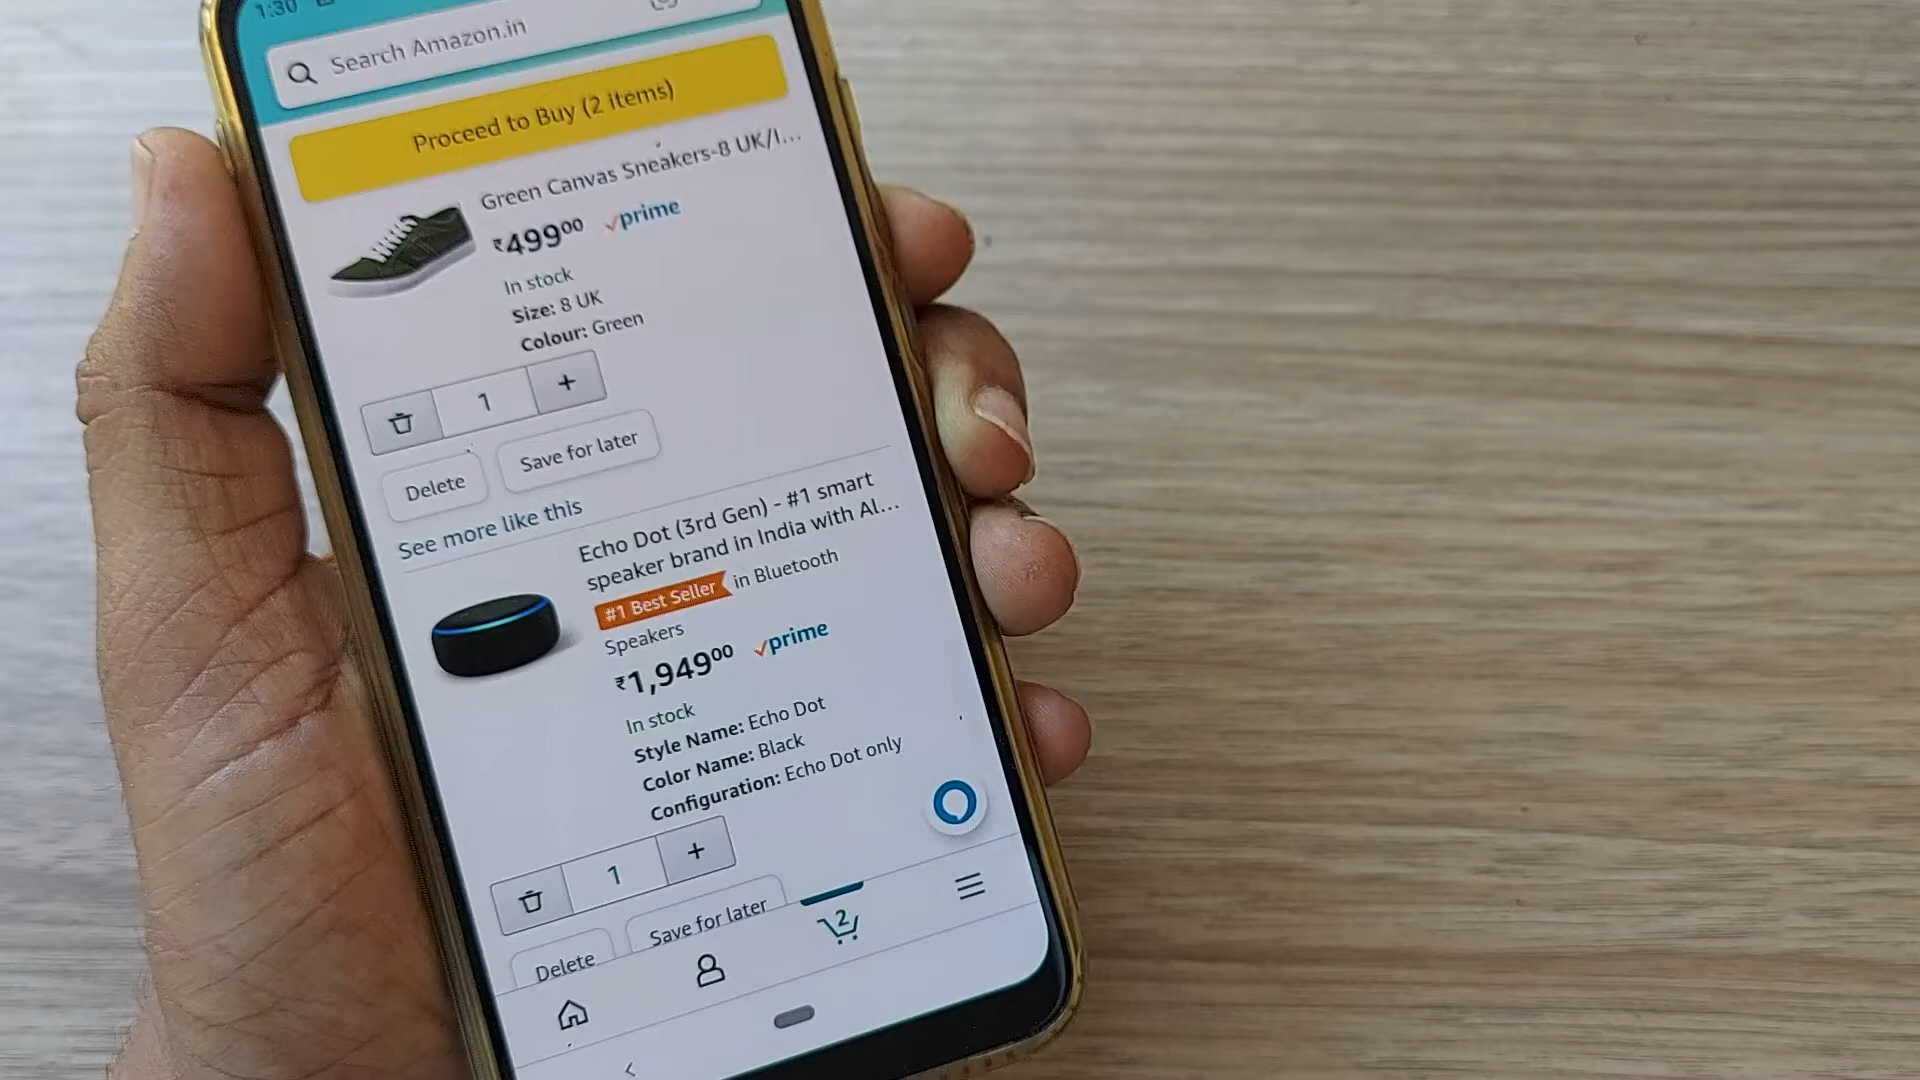 1:30
Search Amazon.in
Proceed to Buy (2 items)
Green Canvas Sneakers-8 UK/I...
₹499⁰⁰ prime
In stock
Size: 8 UK
Colour: Green
1 +
Delete Save for later
See more like this
Echo Dot (3rd Gen) - #1 smart
speaker brand in India with Al...
#1 Best Seller in Bluetooth
Speakers
₹1,949⁰⁰ prime
In stock
Style Name: Echo Dot
Color Name: Black
Configuration: Echo Dot only
1 +
Delete Save for later
2